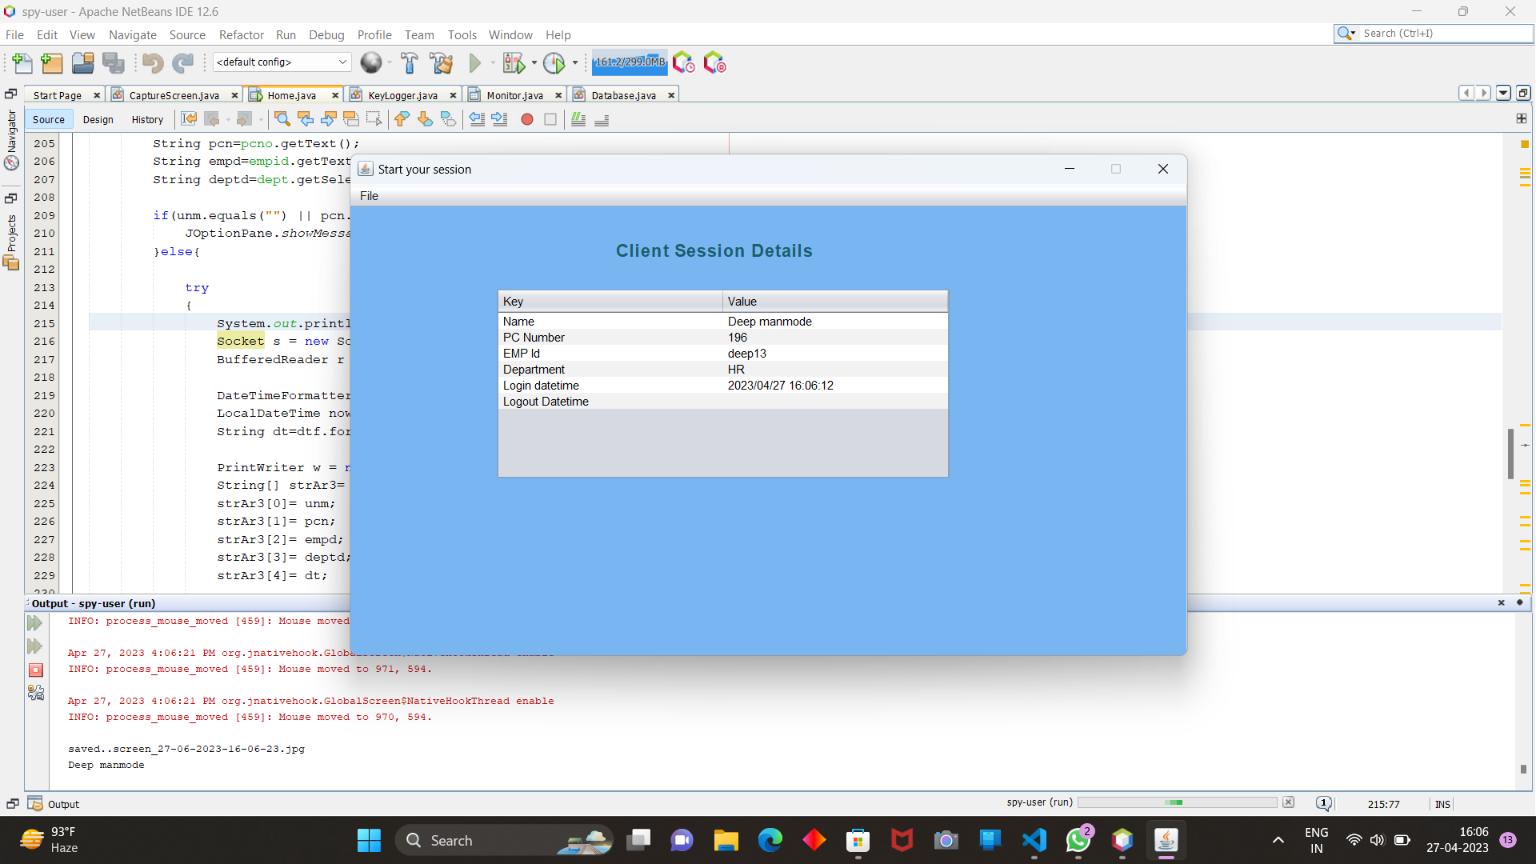 spy-user - Apache NetBeans IDE 12.6
File Edit View Navigate Source Refactor Run Debug Profile Team Tools Window Help
Search (Ctrl+I)
<default config>
161.2/299.0MB
Start Page
CaptureScreen.java
Home.java
KeyLogger.java
Monitor.java
Database.java
Source Design History
Navigator
Projects
205 String pcn=pcno.getText();
206 String empd=empid.getText
207 String deptd=dept.getSele
208
209 if(unm.equals("") || pcn.
210 JOptionPane.showMessa
211 }else{
212
213 try
214 {
215 System.out.printl
216 Socket s = new So
217 BufferedReader r
218
219 DateTimeFormatter
220 LocalDateTime now
221 String dt=dtf.for
222
223 PrintWriter w = n
224 String[] strAr3=
225 strAr3[0]= unm;
226 strAr3[1]= pcn;
227 strAr3[2]= empd;
228 strAr3[3]= deptd;
229 strAr3[4]= dt;
Start your session
File
Client Session Details
Key Value
Name Deep manmode
PC Number 196
EMP Id deep13
Department HR
Login datetime 2023/04/27 16:06:12
Logout Datetime
Output - spy-user (run)
INFO: process_mouse_moved [459]: Mouse moved
Apr 27, 2023 4:06:21 PM org.jnativehook.GlobalScreen$NativeHookThread enable
INFO: process_mouse_moved [459]: Mouse moved to 971, 594.
Apr 27, 2023 4:06:21 PM org.jnativehook.GlobalScreen$NativeHookThread enable
INFO: process_mouse_moved [459]: Mouse moved to 970, 594.
saved..screen_27-06-2023-16-06-23.jpg
Deep manmode
Output
spy-user (run)
1
215:77
INS
93°F
Haze
Search
2
ENG
IN
16:06
27-04-2023
13